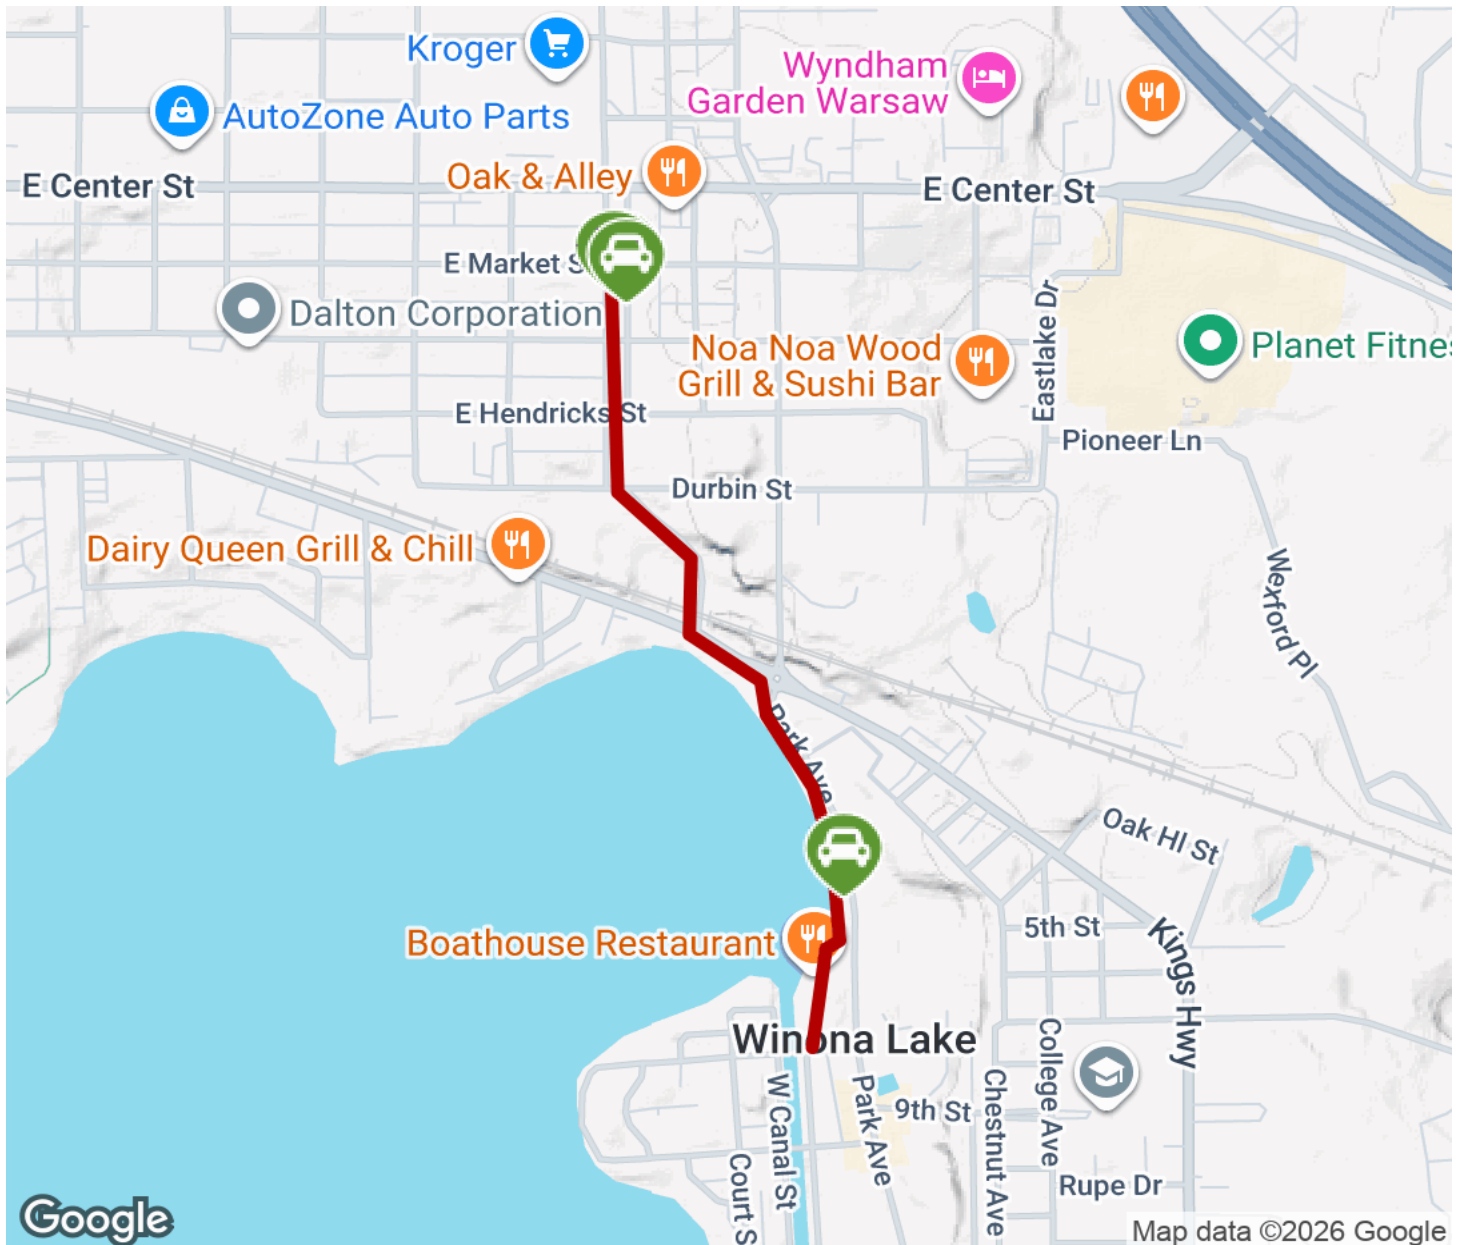 Kroger
Wyndham
Garden Warsaw
AutoZone Auto Parts
Oak & Alley
E Center St
E Center St
E Market S
Dalton Corporation
Eastlake Dr
Noa Noa Wood
Grill & Sushi Bar
Planet Fitnes
E Hendricks St
Pioneer Ln
Durbin St
Dairy Queen Grill & Chill
Wexford Pl
Park Ave
Oak Hl St
5th St
Kings Hwy
Boathouse Restaurant
Winona Lake
W Canal St
Park Ave
9th St
Chestnut Ave
College Ave
Court S
Rupe Dr
Google
Map data ©2026 Google